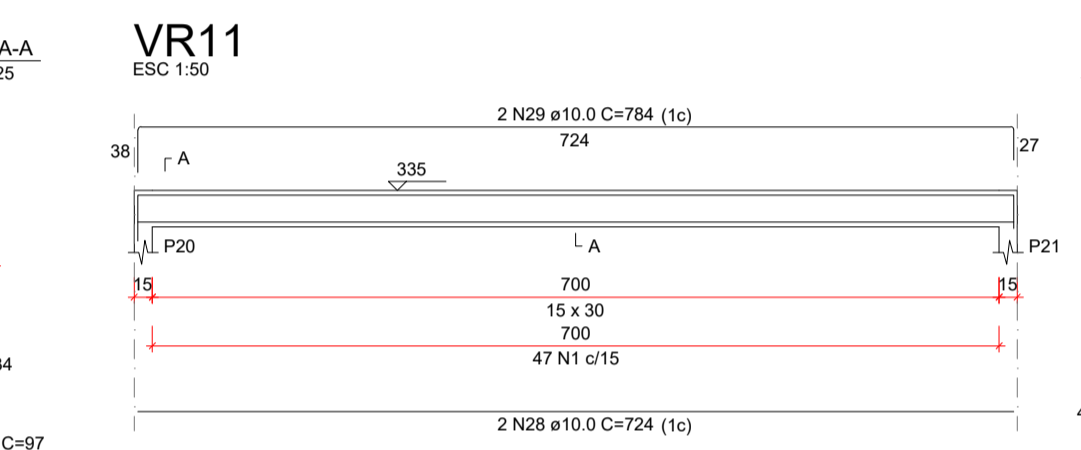 A-A
25
VR11
ESC 1:50
2 N29 ø10.0 C=784 (1c)
724
38
27
A
335
P20
A
P21
15
700
15
15 x 30
700
47 N1 c/15
2 N28 ø10.0 C=724 (1c)
C=97